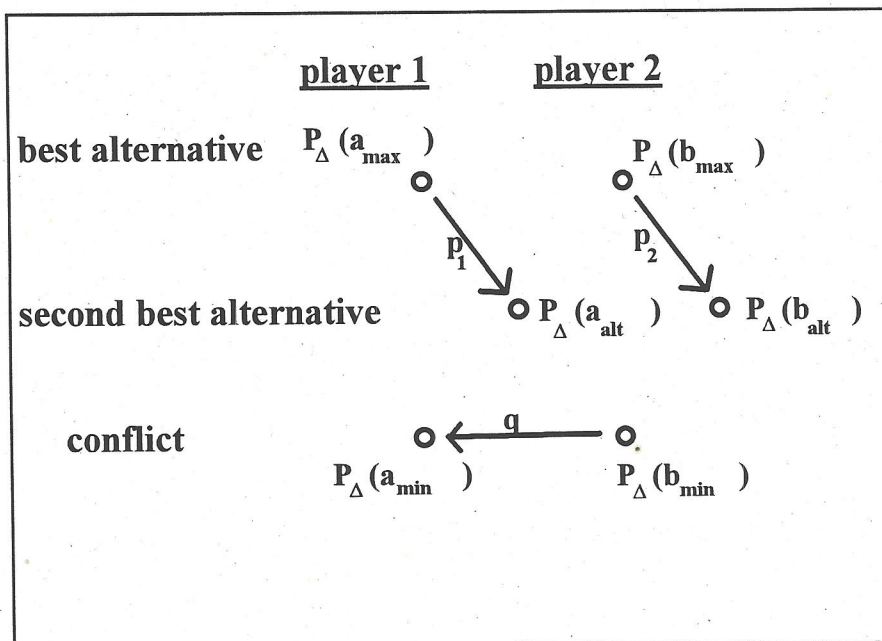 player 1 player 2
best alternative P_Δ(a_max) P_Δ(b_max)
p_1 p_2
second best alternative P_Δ(a_alt) P_Δ(b_alt)
q
conflict
P_Δ(a_min) P_Δ(b_min)